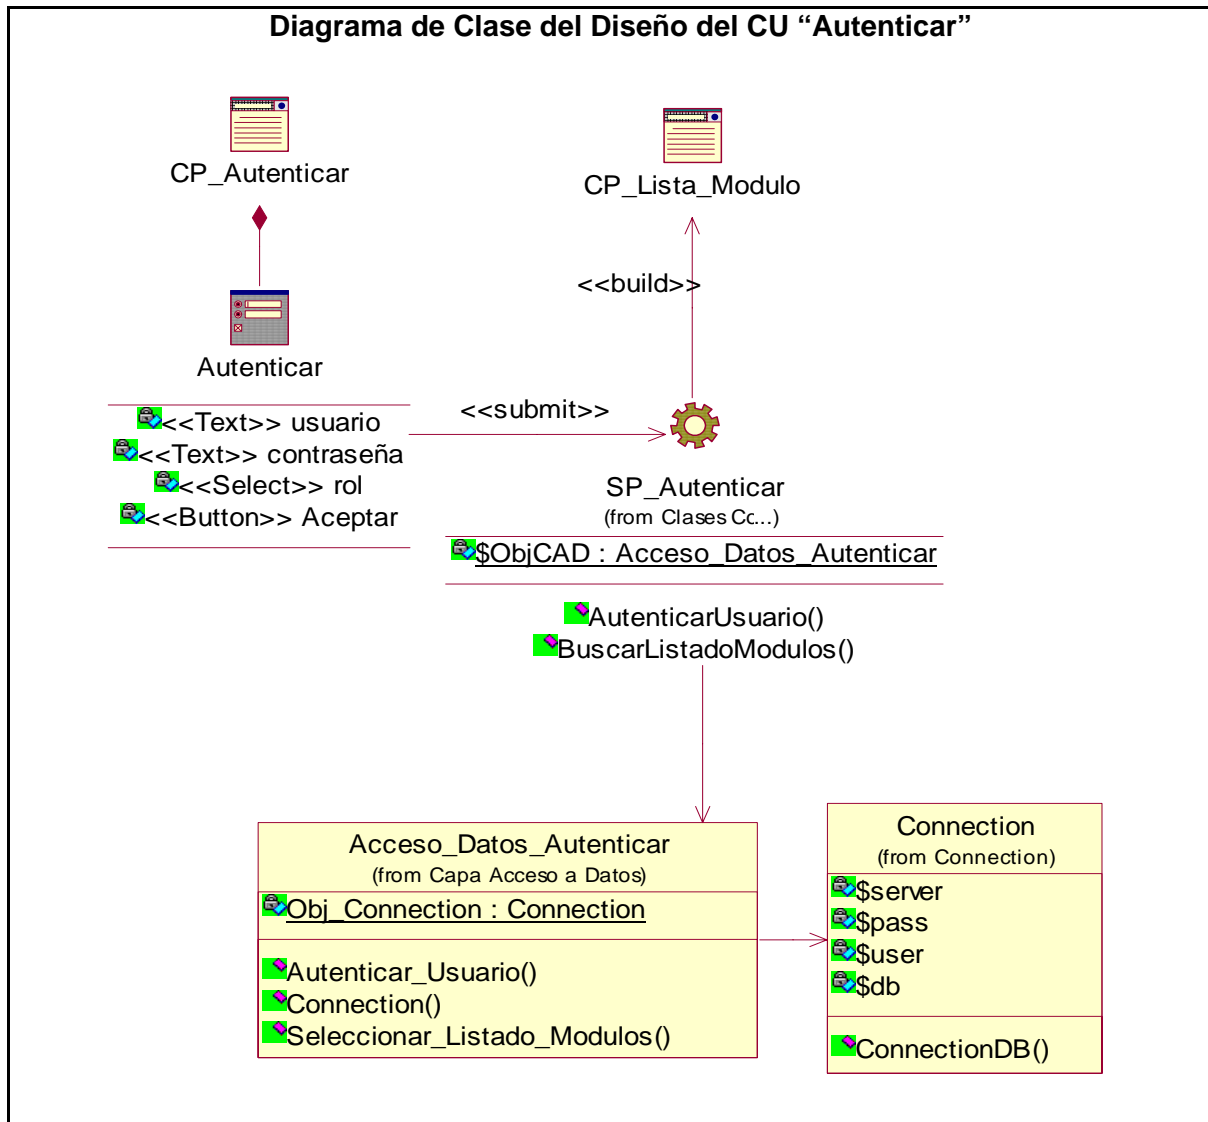 Diagrama de Clase del Diseño del CU “Autenticar”
CP_Autenticar
CP_Lista_Modulo
<<build>>
Autenticar
<<Text>> usuario
<<Text>> contraseña
<<Select>> rol
<<Button>> Aceptar
<<submit>>
SP_Autenticar
(from Clases Cc...)
$ObjCAD : Acceso_Datos_Autenticar
AutenticarUsuario()
BuscarListadoModulos()
Acceso_Datos_Autenticar
(from Capa Acceso a Datos)
Obj_Connection : Connection
Autenticar_Usuario()
Connection()
Seleccionar_Listado_Modulos()
Connection
(from Connection)
$server
$pass
$user
$db
ConnectionDB()